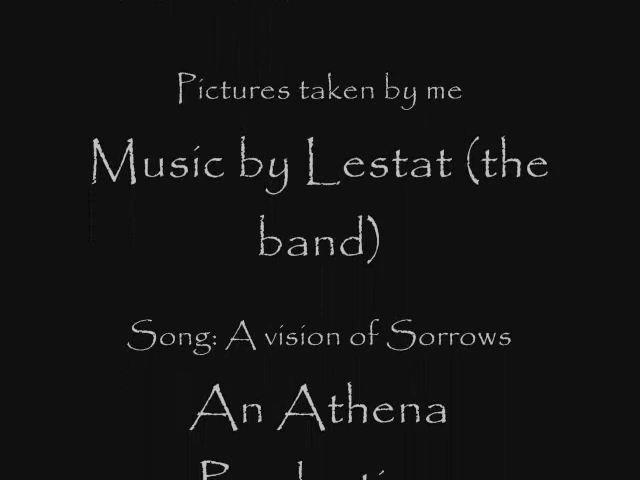 Pictures taken by me
Music by Lestat (the
band)
Song: A vision of Sorrows
An Athena